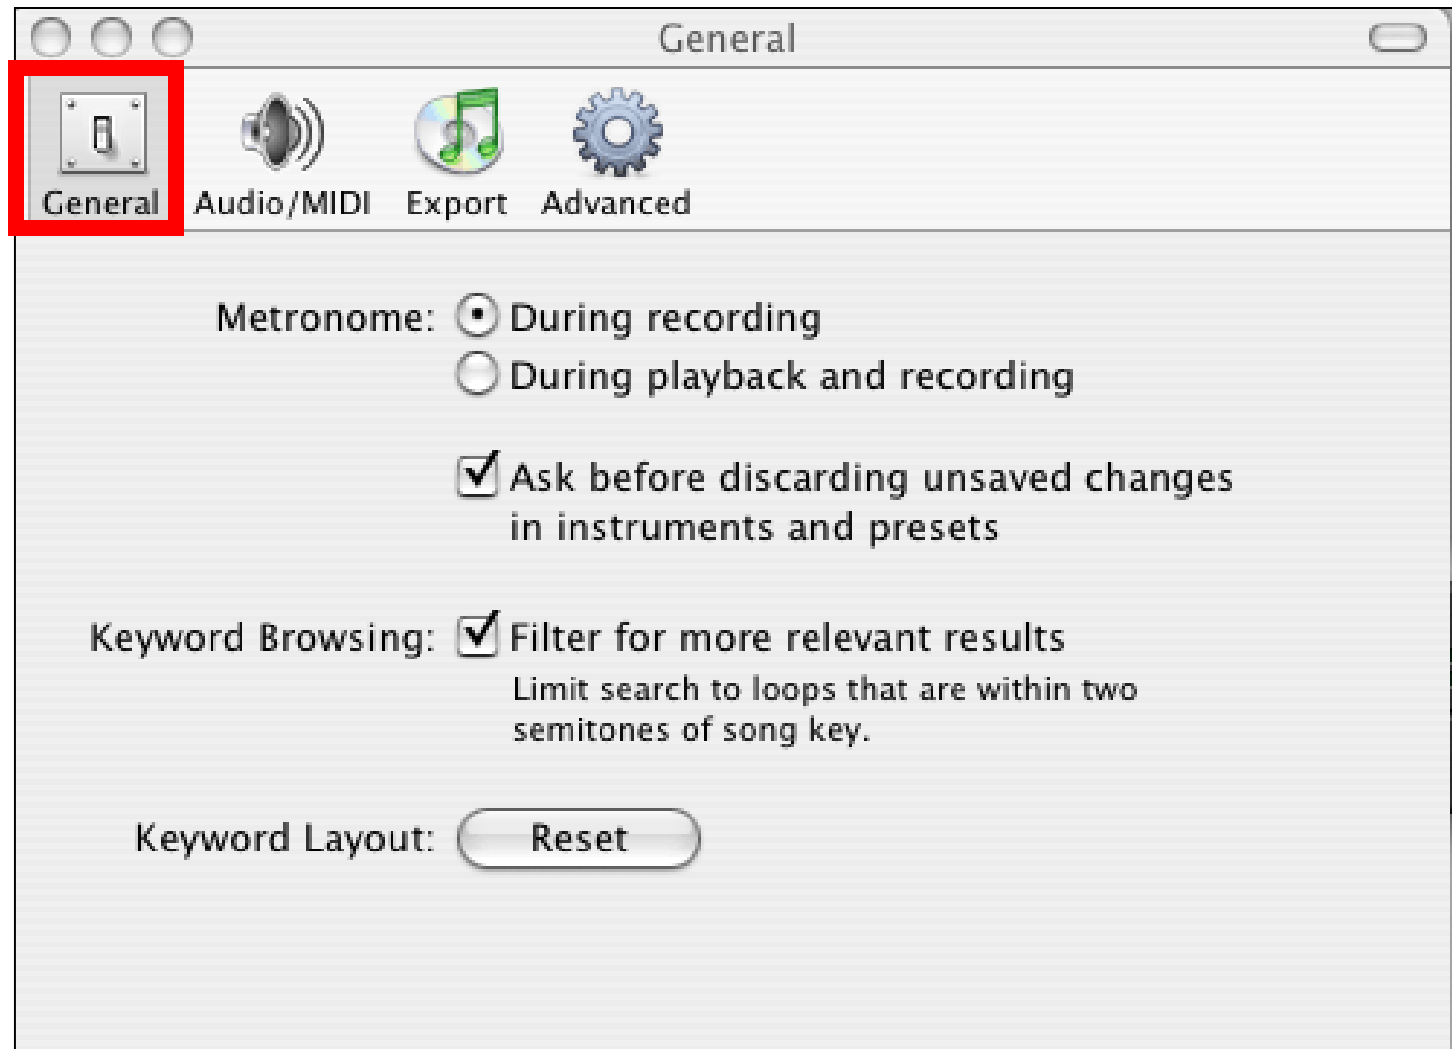 General
General Audio/MIDI Export Advanced
Metronome: During recording
During playback and recording
Ask before discarding unsaved changes
in instruments and presets
Keyword Browsing: Filter for more relevant results
Limit search to loops that are within two
semitones of song key.
Keyword Layout: Reset